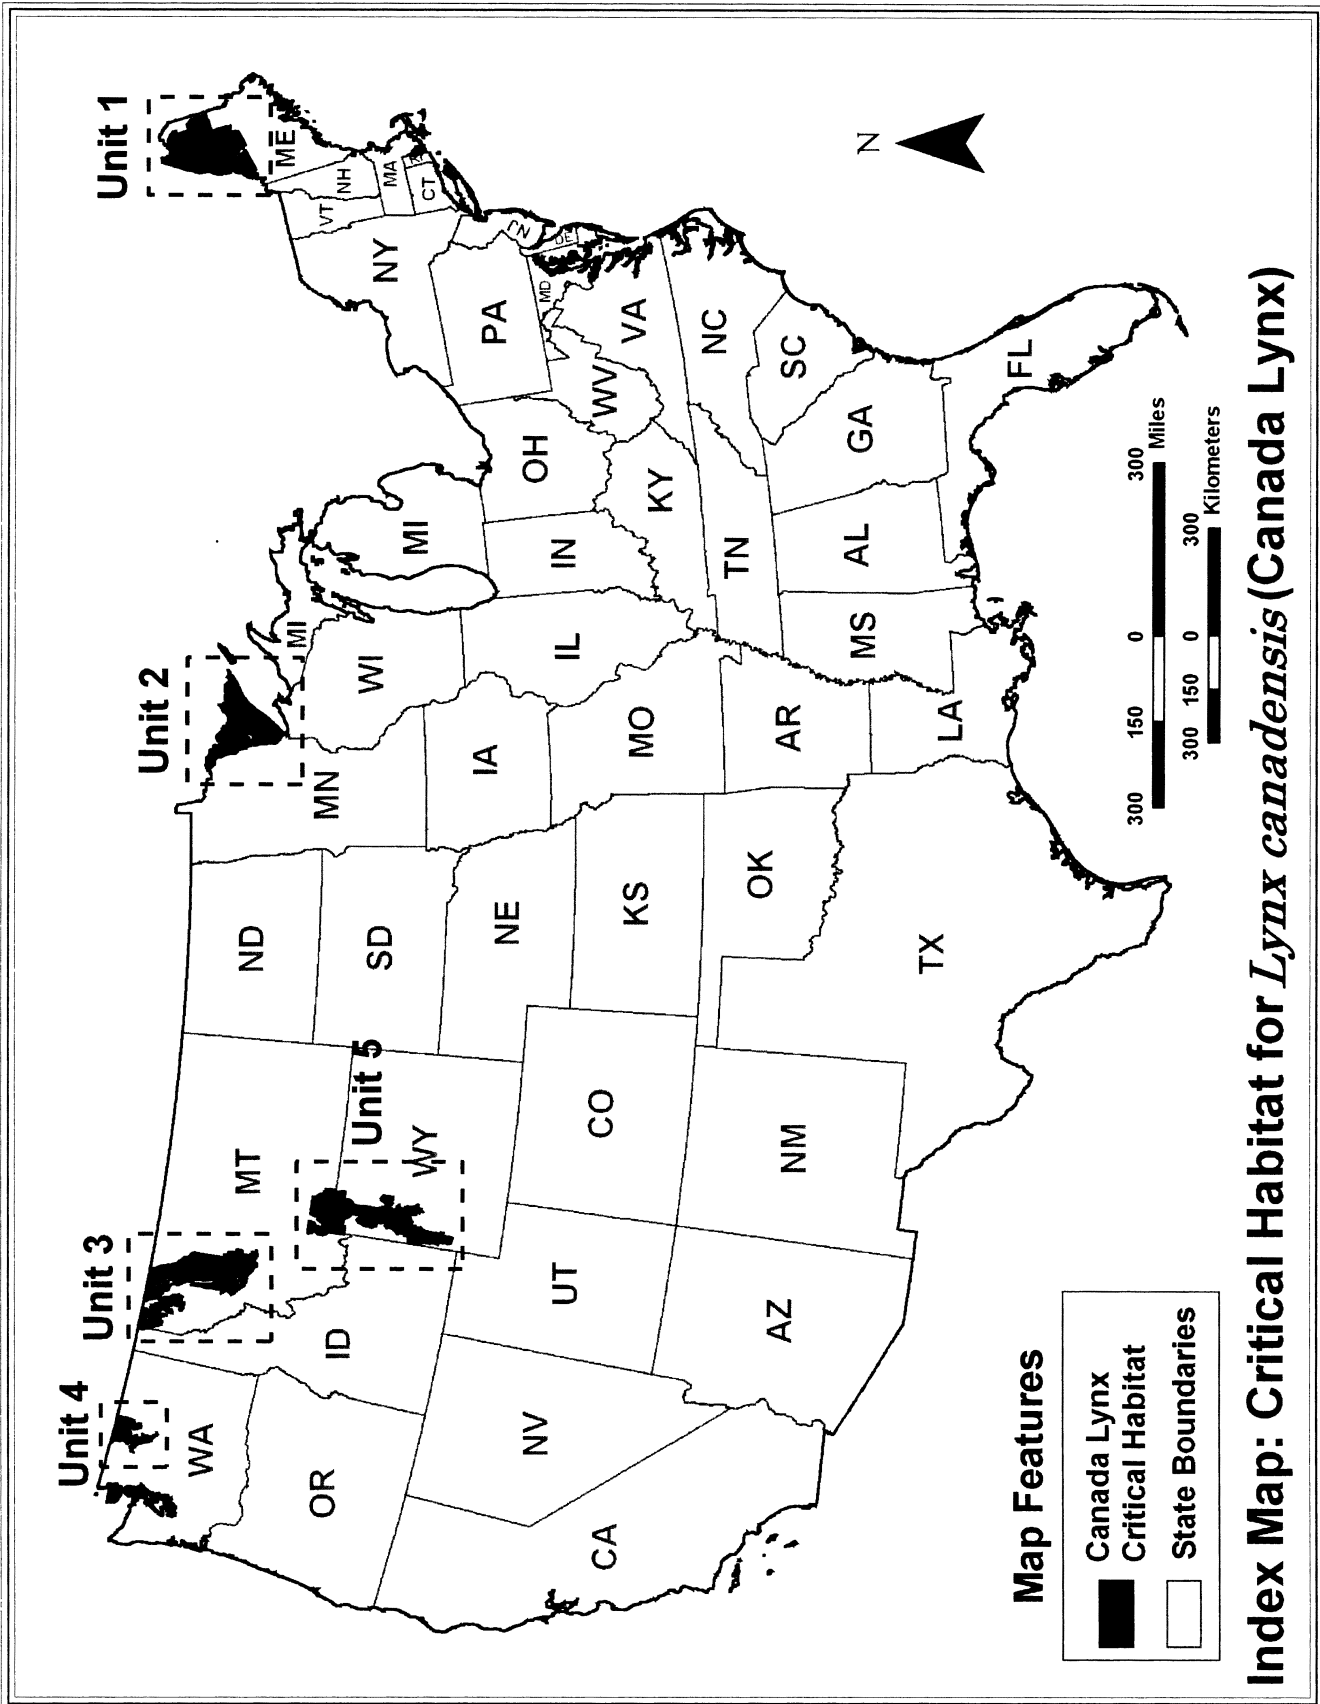 Unit 1
Unit 2
Unit 3
Unit 4
Unit 5
WA
OR
CA
NV
ID
MT
WY
UT
AZ
CO
NM
ND
SD
NE
KS
OK
TX
MN
IA
MO
AR
LA
WI
IL
MI
MI
IN
OH
KY
TN
MS
AL
GA
FL
SC
NC
VA
WV
MD
DE
PA
NJ
NY
VT
NH
ME
MA
CT
RI
N
Map Features
Canada Lynx
Critical Habitat
State Boundaries
300 150 0 300 Miles
300 150 0 300 Kilometers
Index Map: Critical Habitat for Lynx canadensis (Canada Lynx)